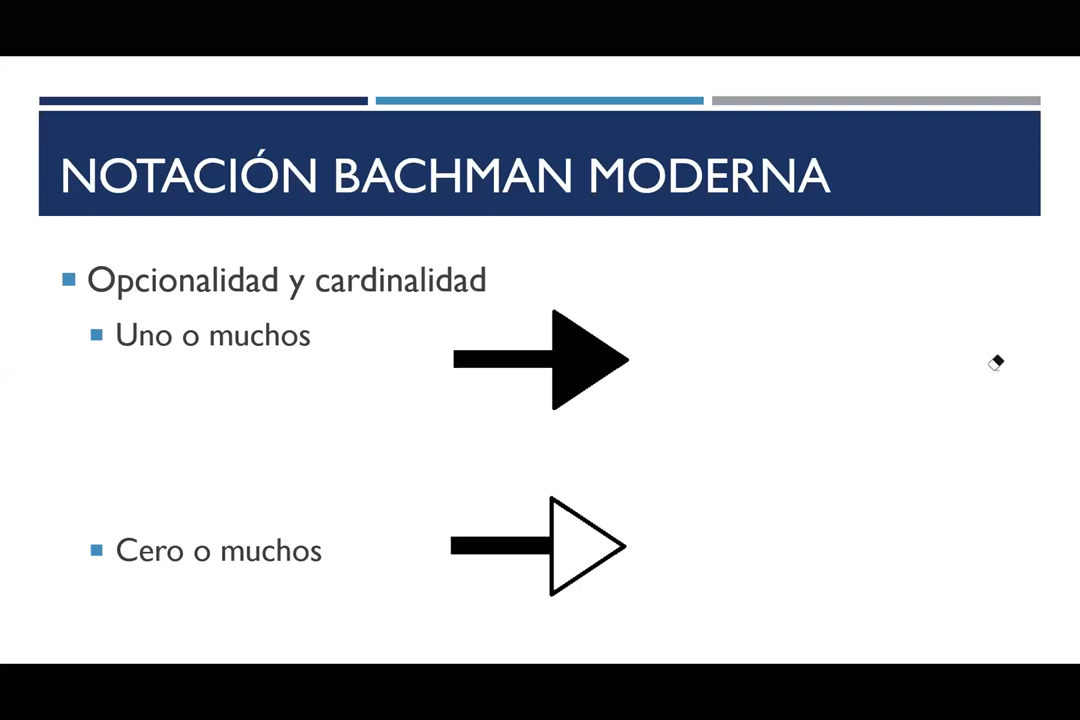 NOTACIÓN BACHMAN MODERNA
Opcionalidad y cardinalidad
Uno o muchos
Cero o muchos